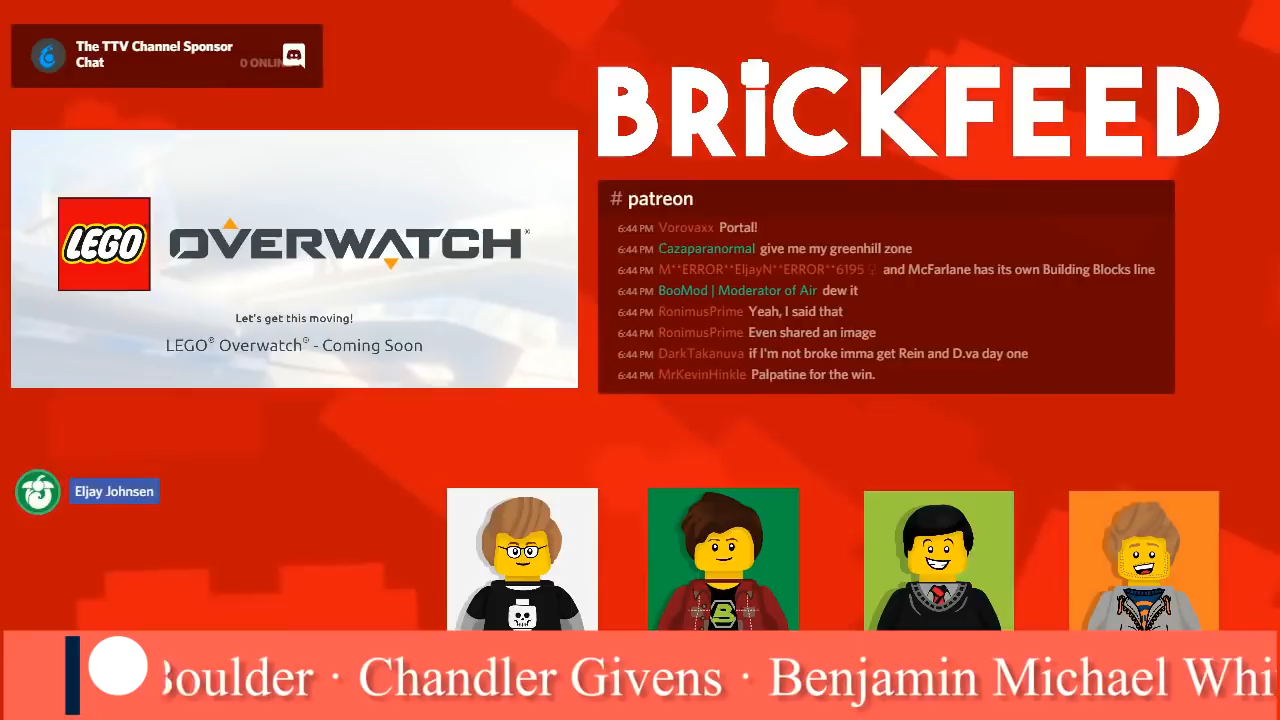 The TTV Channel Sponsor
Chat
0 ONLIN
BRICKFEED
LEGO
OVERWATCH®
Let's get this moving!
LEGO® Overwatch® - Coming Soon
# patreon
6:44 PM Vorovaxx Portal!
6:44 PM Cazaparanormal give me my greenhill zone
6:44 PM M**ERROR**EljayN**ERROR**6195 and McFarlane has its own Building Blocks line
6:44 PM BooMod | Moderator of Air dew it
6:44 PM RonimusPrime Yeah, I said that
6:44 PM RonimusPrime Even shared an image
6:44 PM DarkTakanuva if I'm not broke imma get Rein and D.va day one
6:44 PM MrKevinHinkle Palpatine for the win.
Eljay Johnsen
B
Boulder · Chandler Givens · Benjamin Michael Whi